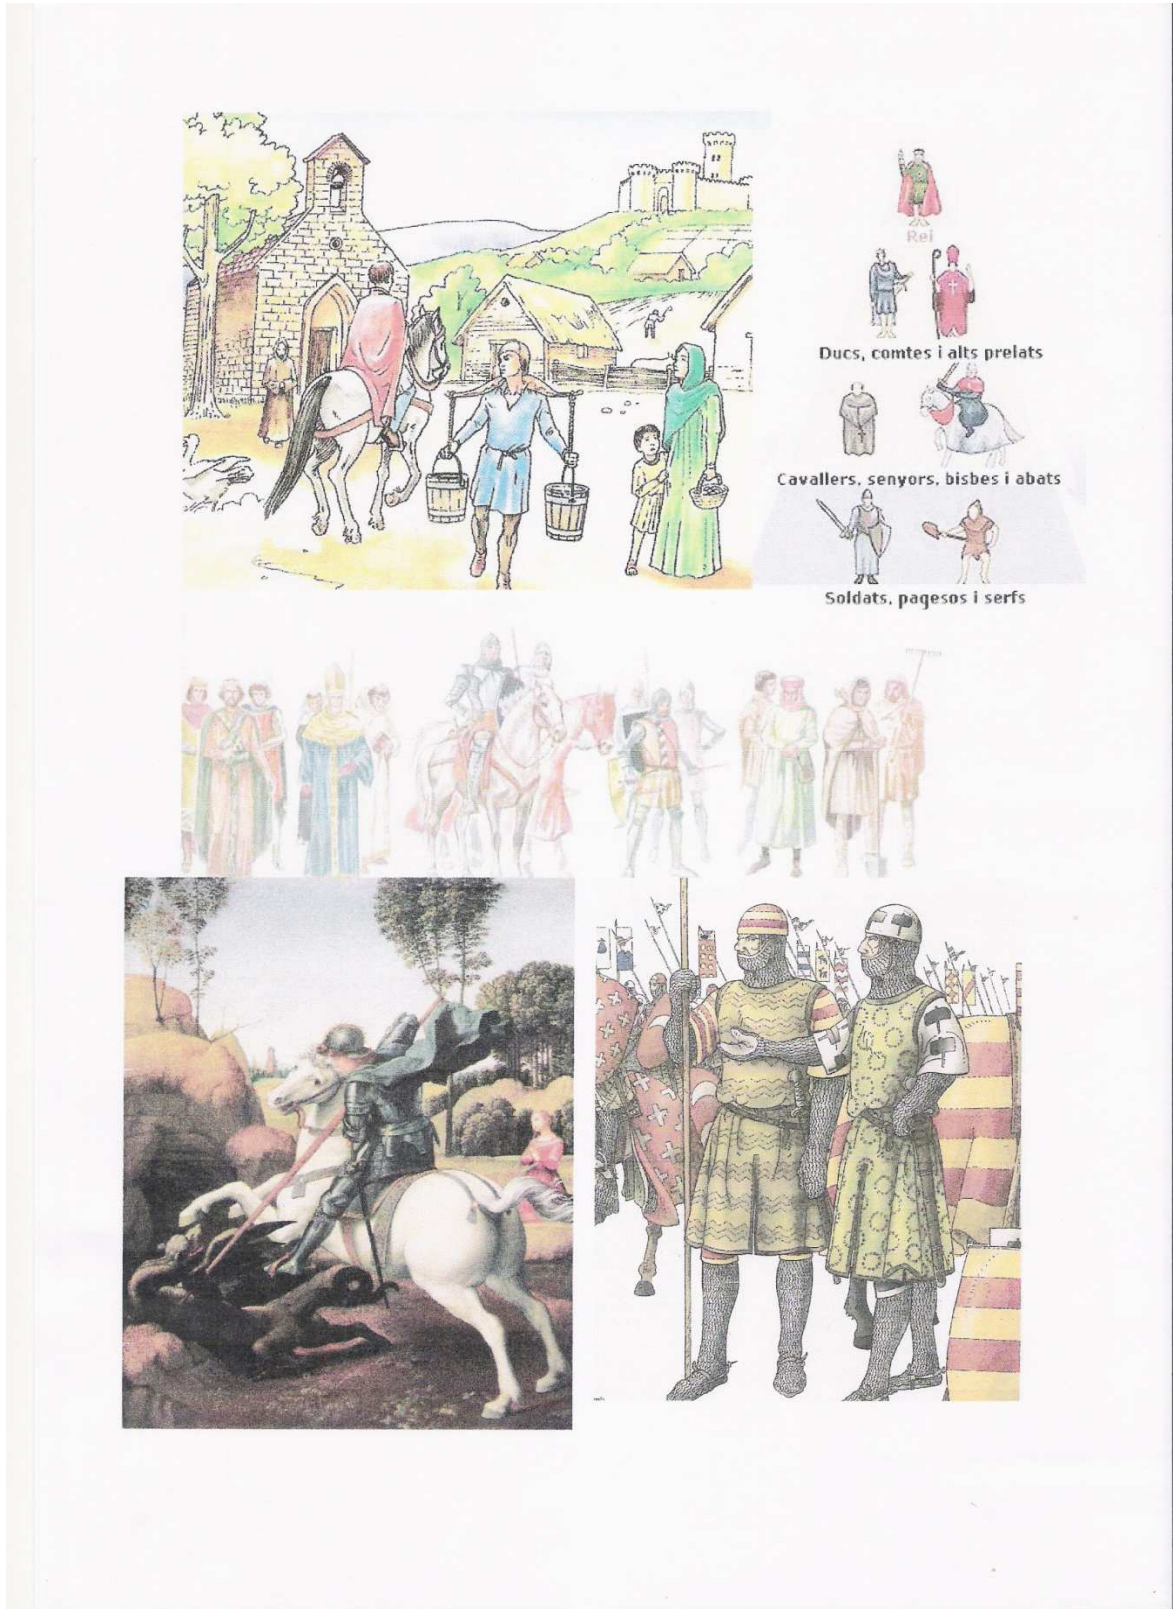 Rei
Ducs, comtes i alts prelats
Cavallers, senyors, bisbes i abats
Soldats, pagesos i serfs